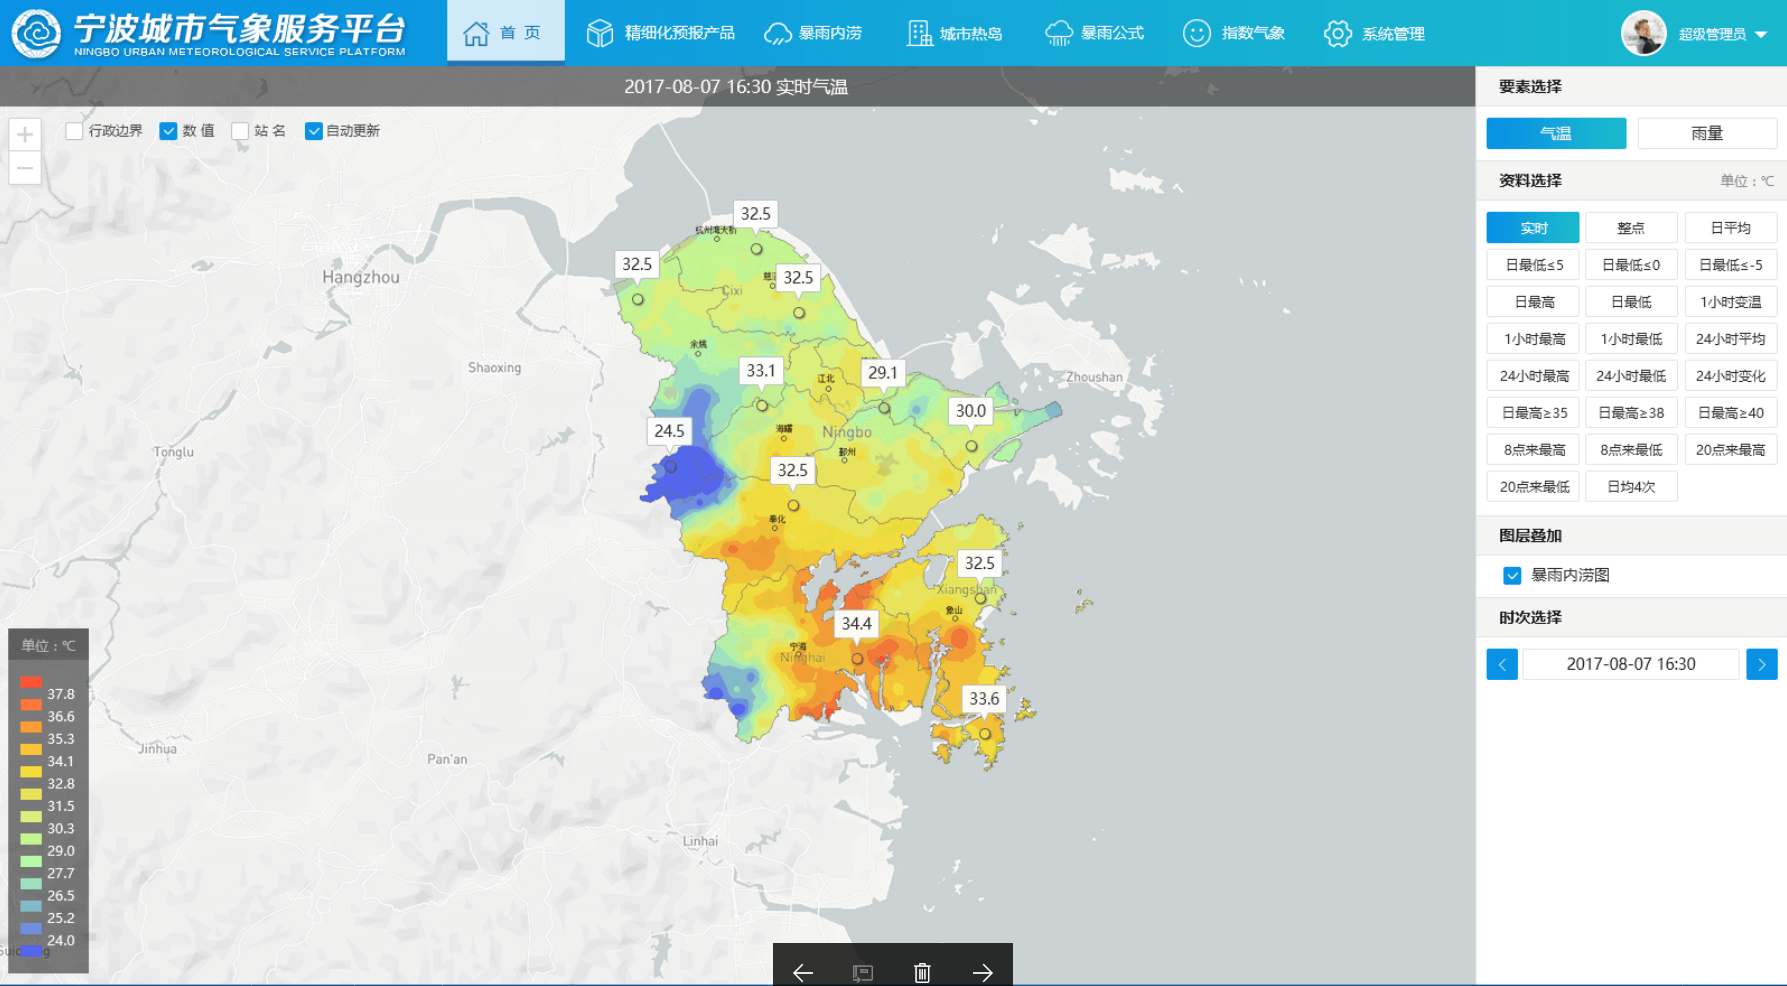 宁波城市气象服务平台
NINGBO URBAN METEOROLOGICAL SERVICE PLATFORM
首 页
精细化预报产品
暴雨内涝
城市热岛
暴雨公式
指数气象
系统管理
超级管理员
2017-08-07 16:30 实时气温
行政边界
数 值
站 名
自动更新
32.5
杭州湾大桥
32.5
慈
32.5
Cixi
Hangzhou
余姚
Shaoxing
33.1
江北
29.1
Zhoushan
30.0
24.5
海曙
Ningbo
Tonglu
鄞州
32.5
奉化
32.5
Xiangshan
象山
34.4
宁海
Ninghai
33.6
Jinhua
Pan'an
Linhai
单位：℃
37.8
36.6
35.3
34.1
32.8
31.5
30.3
29.0
27.7
26.5
25.2
24.0
要素选择
气温
雨量
资料选择
单位：℃
实时
整点
日平均
日最低≤5
日最低≤0
日最低≤-5
日最高
日最低
1小时变温
1小时最高
1小时最低
24小时平均
24小时最高
24小时最低
24小时变化
日最高≥35
日最高≥38
日最高≥40
8点来最高
8点来最低
20点来最高
20点来最低
日均4次
图层叠加
暴雨内涝图
时次选择
2017-08-07 16:30